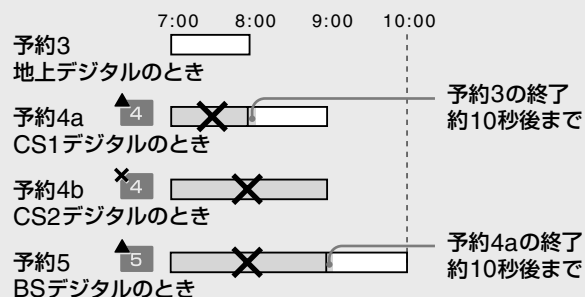 7:00 8:00 9:00 10:00
予約3
地上デジタルのとき
予約4a
4
CS1デジタルのとき
予約3の終了
約10秒後まで
予約4b
4
CS2デジタルのとき
予約5
5
BSデジタルのとき
予約4aの終了
約10秒後まで